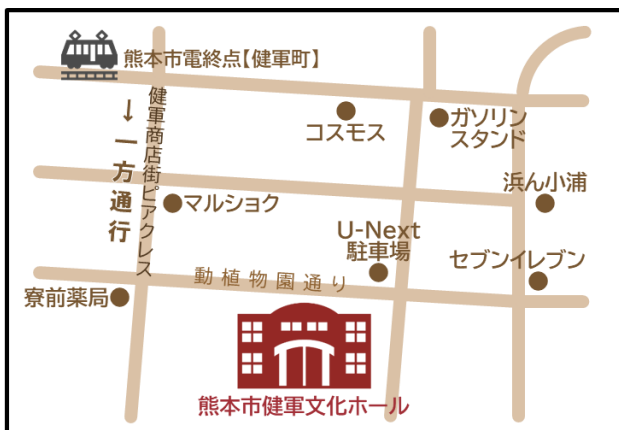 熊本市電終点【健軍町】
健軍商店街ピアクレス
↓一方通行
コスモス
ガソリン
スタンド
マルショク
浜ん小浦
U-Next
駐車場
セブンイレブン
動植物園通り
寮前薬局
熊本市健軍文化ホール